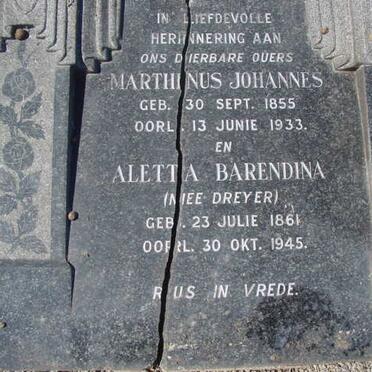 IN LIEFDEVOLLE
HERINNERING AAN
ONS DIERBARE OUERS
MARTHINUS JOHANNES
GEB. 30 SEPT. 1855
OORL. 13 JUNIE 1933.
EN
ALETTA BARENDINA
(NIEE DREYER)
GEB. 23 JULIE 1861
OORL. 30 OKT. 1945.
RUS IN VREDE.